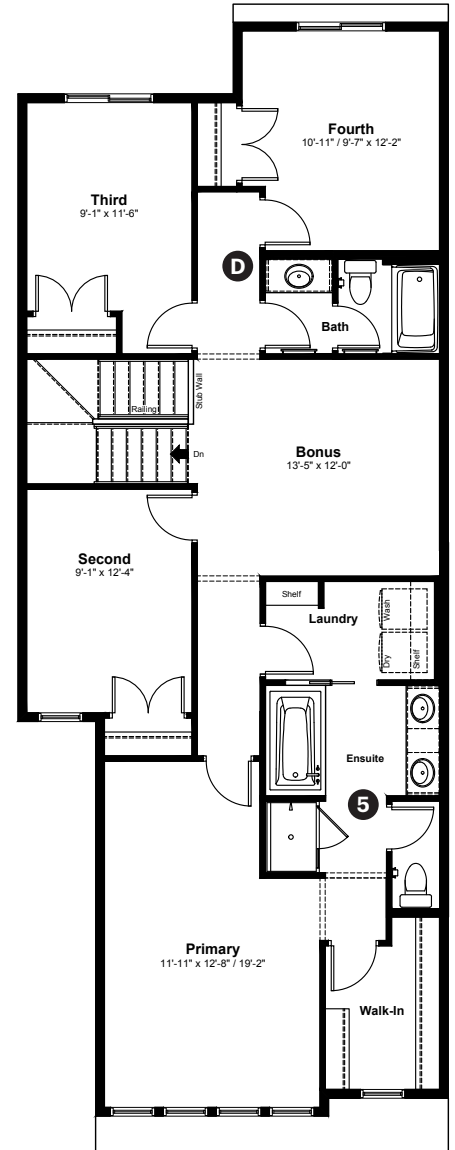 Fourth
10'-11" / 9'-7" x 12'-2"
Third
9'-1" x 11'-6"
D
Bath
Stub Wall
Railing
Dn
Bonus
13'-5" x 12'-0"
Second
9'-1" x 12'-4"
Shelf
Laundry
Wash
Dry
Shelf
Ensuite
5
Primary
11'-11" x 12'-8" / 19'-2"
Walk-In